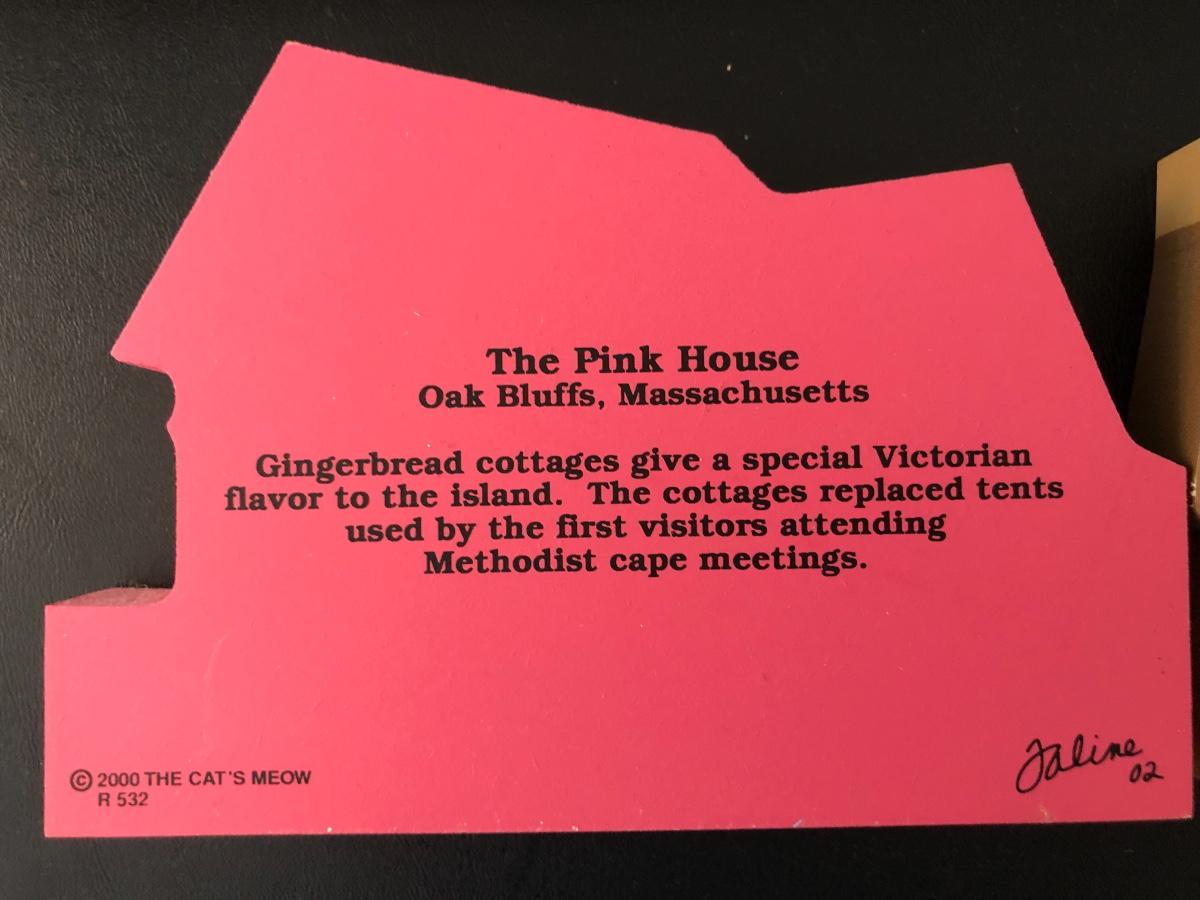 The Pink House
Oak Bluffs, Massachusetts
Gingerbread cottages give a special Victorian
flavor to the island. The cottages replaced tents
used by the first visitors attending
Methodist cape meetings.
© 2000 THE CAT'S MEOW
R 532
Faline
02